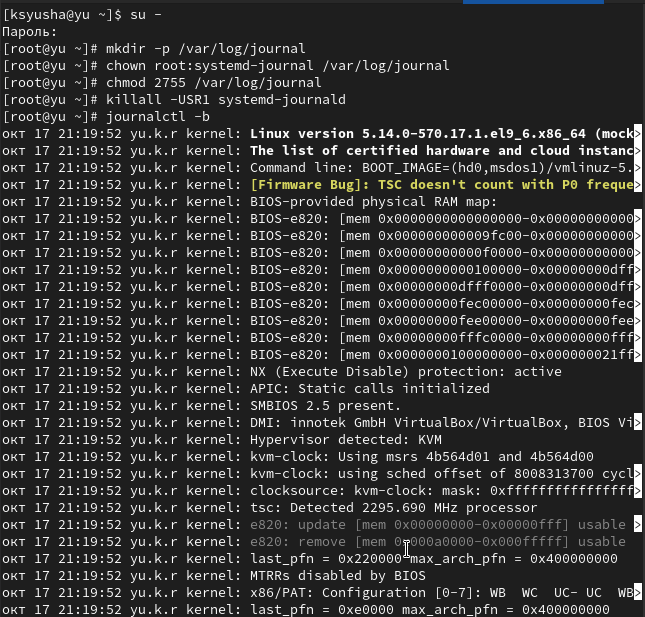 [ksyusha@yu ~]$ su -
Пароль:
[root@yu ~]# mkdir -p /var/log/journal
[root@yu ~]# chown root:systemd-journal /var/log/journal
[root@yu ~]# chmod 2755 /var/log/journal
[root@yu ~]# killall -USR1 systemd-journald
[root@yu ~]# journalctl -b
окт 17 21:19:52 yu.k.r kernel: Linux version 5.14.0-570.17.1.el9_6.x86_64 (mock>
окт 17 21:19:52 yu.k.r kernel: The list of certified hardware and cloud instanc>
окт 17 21:19:52 yu.k.r kernel: Command line: BOOT_IMAGE=(hd0,msdos1)/vmlinuz-5.>
окт 17 21:19:52 yu.k.r kernel: [Firmware Bug]: TSC doesn't count with P0 freque>
окт 17 21:19:52 yu.k.r kernel: BIOS-provided physical RAM map:
окт 17 21:19:52 yu.k.r kernel: BIOS-e820: [mem 0x0000000000000000-0x00000000000>
окт 17 21:19:52 yu.k.r kernel: BIOS-e820: [mem 0x000000000009fc00-0x00000000000>
окт 17 21:19:52 yu.k.r kernel: BIOS-e820: [mem 0x00000000000f0000-0x00000000000>
окт 17 21:19:52 yu.k.r kernel: BIOS-e820: [mem 0x0000000000100000-0x00000000dff>
окт 17 21:19:52 yu.k.r kernel: BIOS-e820: [mem 0x00000000dfff0000-0x00000000dff>
окт 17 21:19:52 yu.k.r kernel: BIOS-e820: [mem 0x00000000fec00000-0x00000000fec>
окт 17 21:19:52 yu.k.r kernel: BIOS-e820: [mem 0x00000000fee00000-0x00000000fee>
окт 17 21:19:52 yu.k.r kernel: BIOS-e820: [mem 0x00000000fffc0000-0x00000000fff>
окт 17 21:19:52 yu.k.r kernel: BIOS-e820: [mem 0x0000000100000000-0x000000021ff>
окт 17 21:19:52 yu.k.r kernel: NX (Execute Disable) protection: active
окт 17 21:19:52 yu.k.r kernel: APIC: Static calls initialized
окт 17 21:19:52 yu.k.r kernel: SMBIOS 2.5 present.
окт 17 21:19:52 yu.k.r kernel: DMI: innotek GmbH VirtualBox/VirtualBox, BIOS Vi>
окт 17 21:19:52 yu.k.r kernel: Hypervisor detected: KVM
окт 17 21:19:52 yu.k.r kernel: kvm-clock: Using msrs 4b564d01 and 4b564d00
окт 17 21:19:52 yu.k.r kernel: kvm-clock: using sched offset of 8008313700 cycl>
окт 17 21:19:52 yu.k.r kernel: clocksource: kvm-clock: mask: 0xffffffffffffffff>
окт 17 21:19:52 yu.k.r kernel: tsc: Detected 2295.690 MHz processor
окт 17 21:19:52 yu.k.r kernel: e820: update [mem 0x00000000-0x00000fff] usable >
окт 17 21:19:52 yu.k.r kernel: e820: remove [mem 0x000a0000-0x000fffff] usable
окт 17 21:19:52 yu.k.r kernel: last_pfn = 0x220000 max_arch_pfn = 0x400000000
окт 17 21:19:52 yu.k.r kernel: MTRRs disabled by BIOS
окт 17 21:19:52 yu.k.r kernel: x86/PAT: Configuration [0-7]: WB  WC  UC- UC  WB>
окт 17 21:19:52 yu.k.r kernel: last_pfn = 0xe0000 max_arch_pfn = 0x400000000